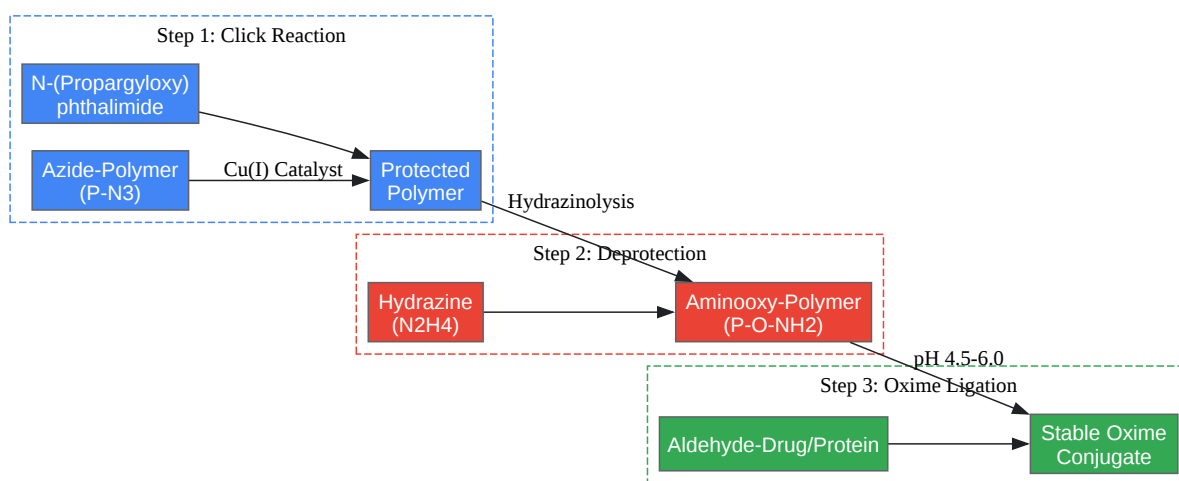 Step 1: Click Reaction
N-(Propargyloxy)
phthalimide
Azide-Polymer
(P-N3)
Cu(I) Catalyst
Protected
Polymer
Hydrazinolysis
Step 2: Deprotection
Hydrazine
(N2H4)
Aminooxy-Polymer
(P-O-NH2)
pH 4.5-6.0
Step 3: Oxime Ligation
Aldehyde-Drug/Protein
Stable Oxime
Conjugate